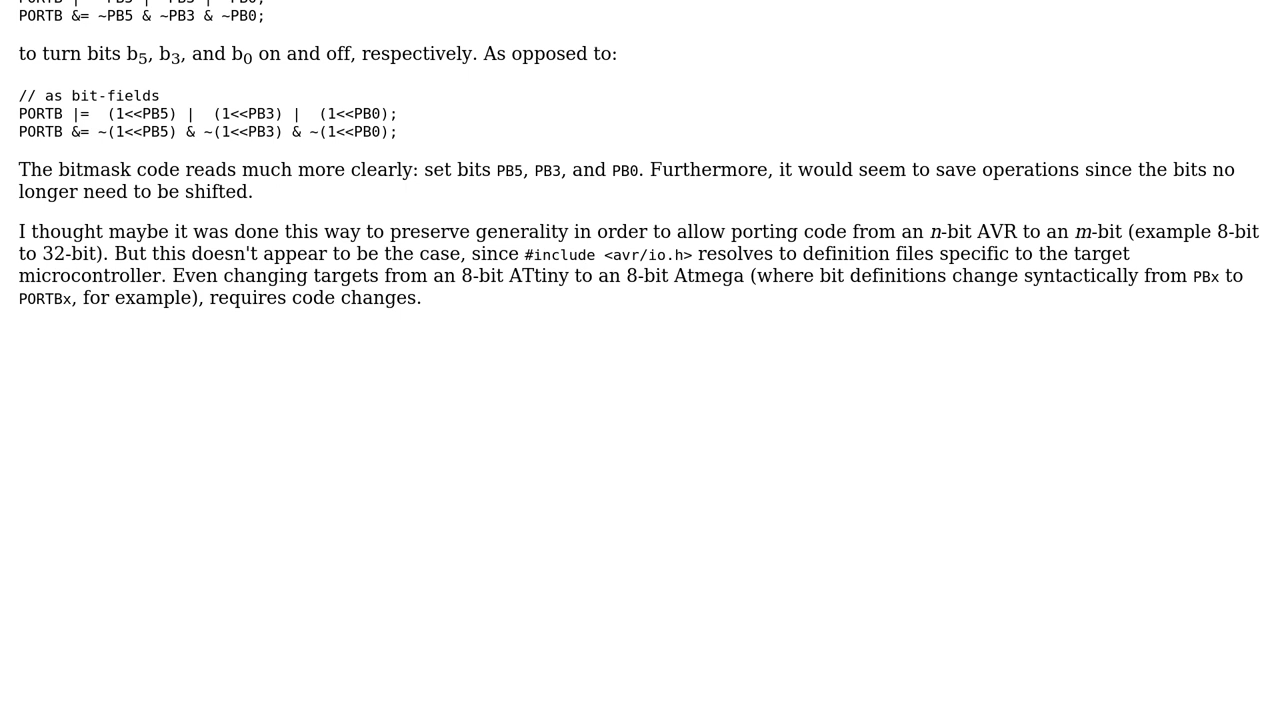 PORTB &= ~PB5 & ~PB3 & ~PB0;
to turn bits b5, b3, and b0 on and off, respectively. As opposed to:
// as bit-fields
PORTB |=  (1<<PB5) |  (1<<PB3) |  (1<<PB0);
PORTB &= ~(1<<PB5) & ~(1<<PB3) & ~(1<<PB0);
The bitmask code reads much more clearly: set bits PB5, PB3, and PB0. Furthermore, it would seem to save operations since the bits no
longer need to be shifted.
I thought maybe it was done this way to preserve generality in order to allow porting code from an n-bit AVR to an m-bit (example 8-bit
to 32-bit). But this doesn't appear to be the case, since #include <avr/io.h> resolves to definition files specific to the target
microcontroller. Even changing targets from an 8-bit ATtiny to an 8-bit Atmega (where bit definitions change syntactically from PBx to
PORTBx, for example), requires code changes.